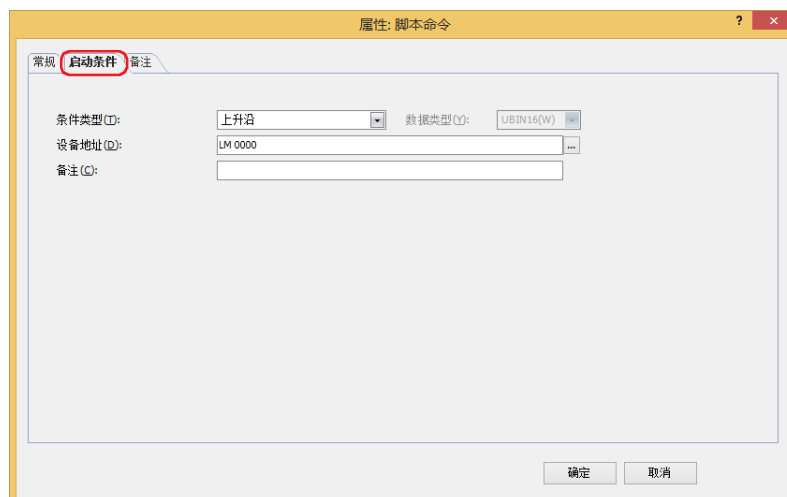 属性: 脚本命令 ? ×
常规 启动条件 备注
条件类型(T): 上升沿 数据类型(Y): UBIN16(W)
设备地址(D): LM 0000 ...
备注(C):
确定 取消